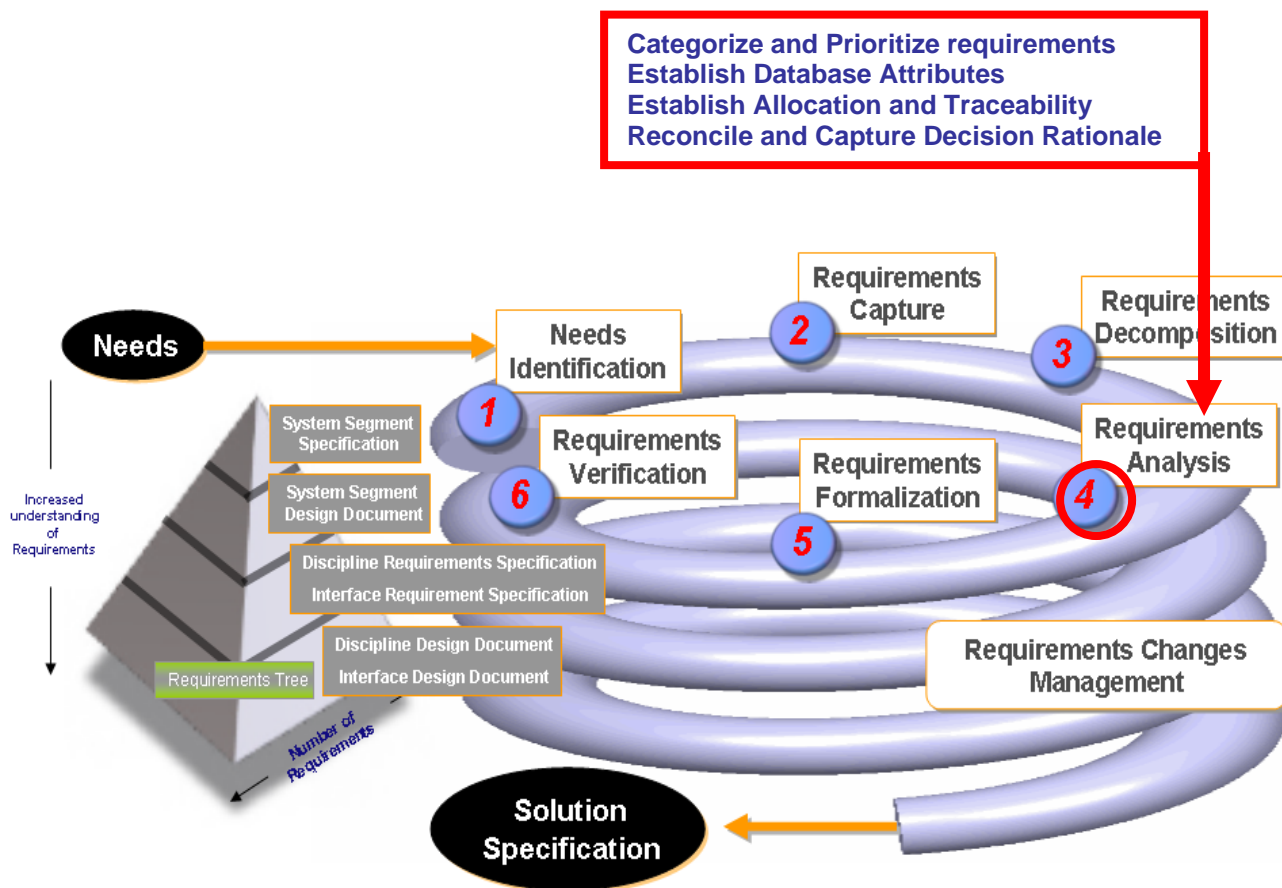 Categorize and Prioritize requirements
Establish Database Attributes
Establish Allocation and Traceability
Reconcile and Capture Decision Rationale
Needs
Needs
Identification
1
Requirements
Capture
2
Requirements
Decomposition
3
Requirements
Analysis
4
Requirements
Formalization
5
Requirements
Verification
6
Increased
understanding
of
Requirements
System Segment
Specification
System Segment
Design Document
Discipline Requirements Specification
Interface Requirement Specification
Discipline Design Document
Interface Design Document
Requirements Tree
Number of
Requirements
Requirements Changes
Management
Solution
Specification